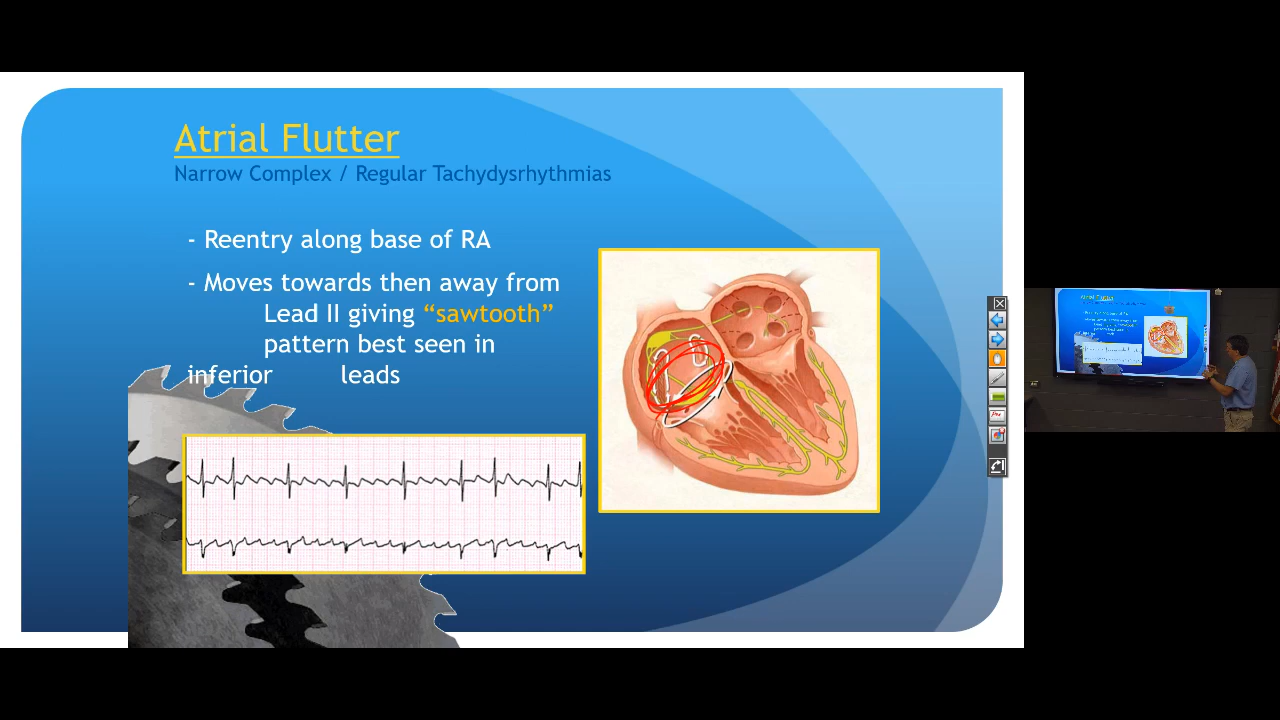 Atrial Flutter
Narrow Complex / Regular Tachydysrhythmias
- Reentry along base of RA
- Moves towards then away from
Lead II giving “sawtooth”
pattern best seen in
inferior leads